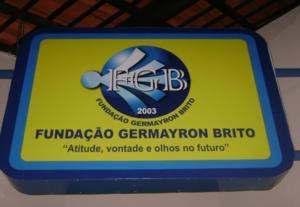 FGB
2003
FUNDAÇÃO GERMAYRON BRITO
FUNDAÇÃO GERMAYRON BRITO
“Atitude, vontade e olhos no futuro”